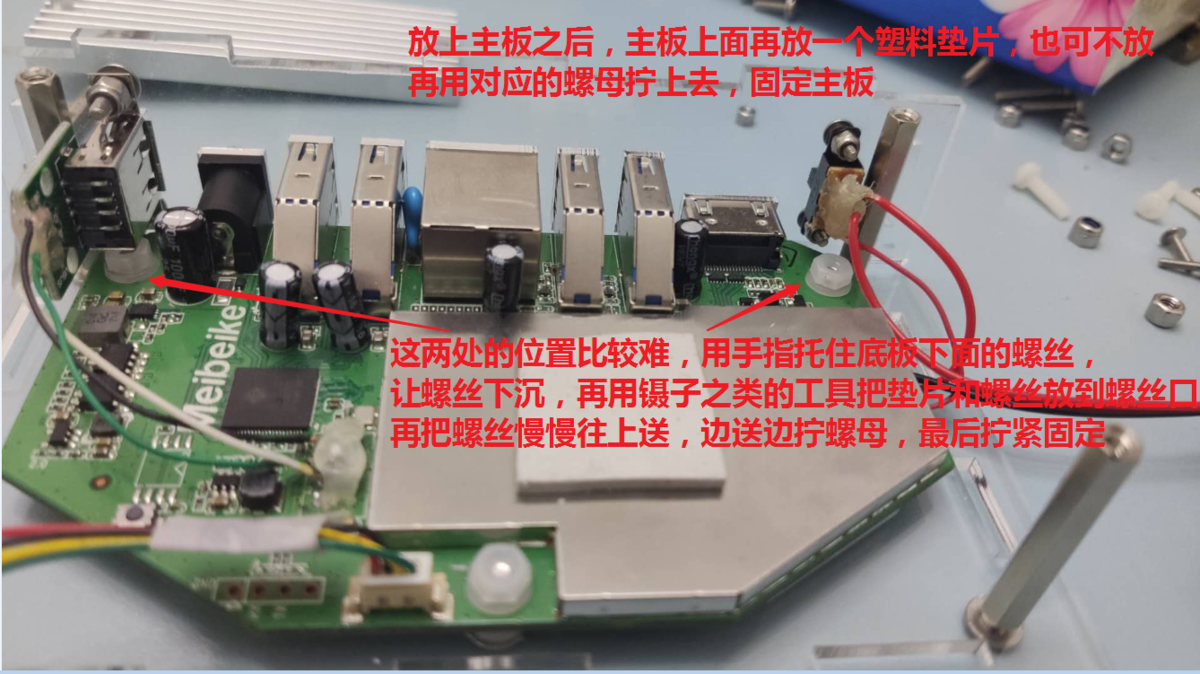 放上主板之后，主板上面再放一个塑料垫片，也可不放
再用对应的螺母拧上去，固定主板
这两处的位置比较难，用手指托住底板下面的螺丝，
让螺丝下沉，再用镊子之类的工具把垫片和螺丝放到螺丝口
再把螺丝慢慢往上送，边送边拧螺母，最后拧紧固定
Meibeike
2R2